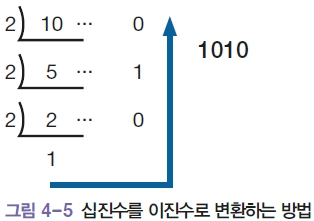 2) 10 ··· 0
1010
2) 5 ··· 1
2) 2 ··· 0
1
그림 4-5 십진수를 이진수로 변환하는 방법